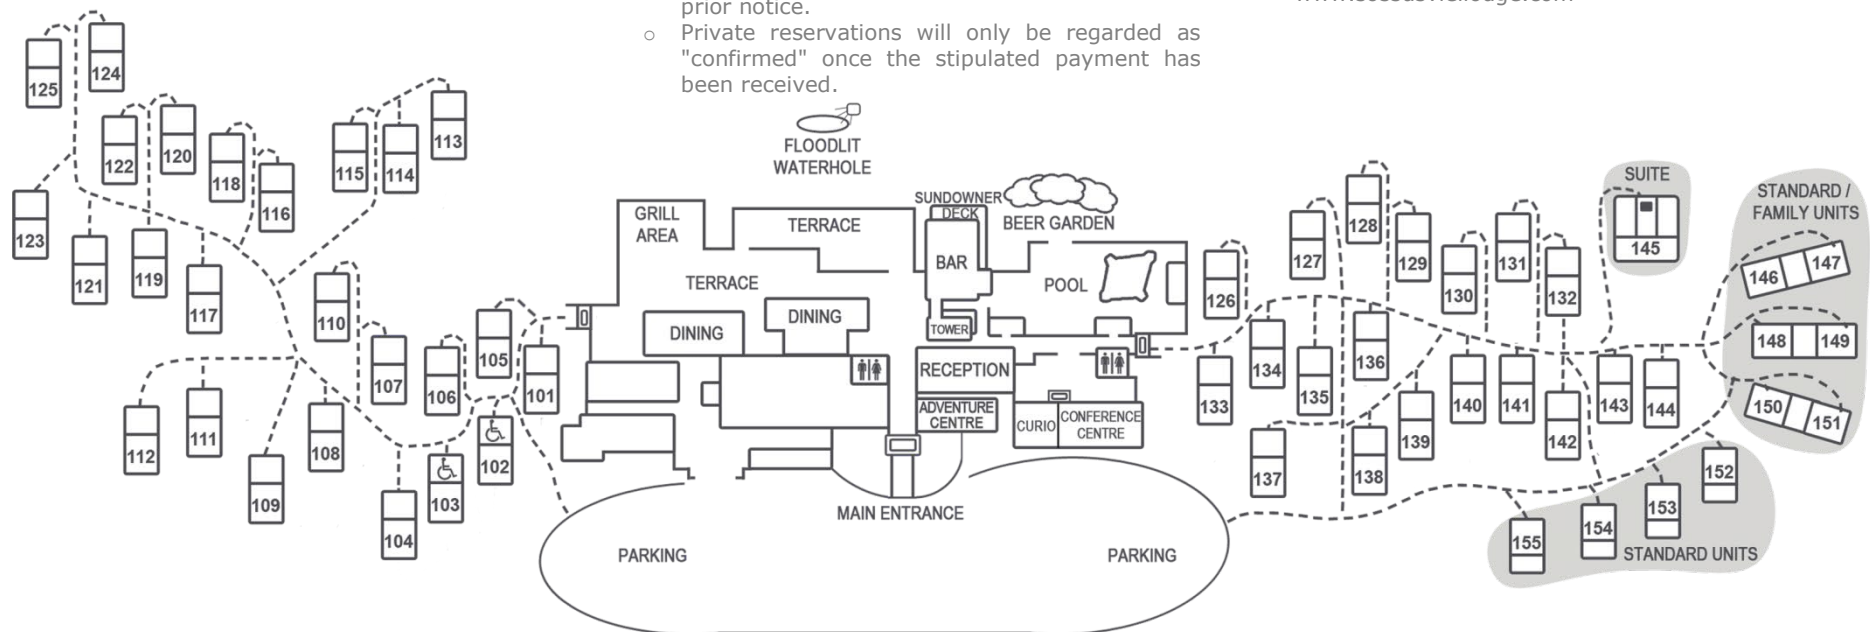 prior notice.
o Private reservations will only be regarded as
"confirmed" once the stipulated payment has
been received.
FLOODLIT
WATERHOLE
125
124
122
120
118
116
115
114
113
123
121
119
117
110
107
106
105
101
112
111
109
108
104
103
102
GRILL
AREA
TERRACE
TERRACE
DINING
DINING
SUNDOWNER
DECK
BEER GARDEN
BAR
POOL
TOWER
RECEPTION
ADVENTURE
CENTRE
CURIO
CONFERENCE
CENTRE
MAIN ENTRANCE
PARKING
PARKING
126
127
128
129
130
131
132
133
134
135
136
137
138
139
140
141
142
143
144
SUITE
145
STANDARD /
FAMILY UNITS
146
147
148
149
150
151
152
153
154
155
STANDARD UNITS